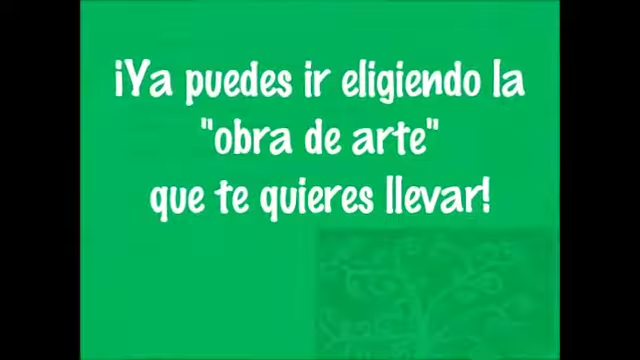 ¡Ya puedes ir eligiendo la
"obra de arte"
que te quieres llevar!